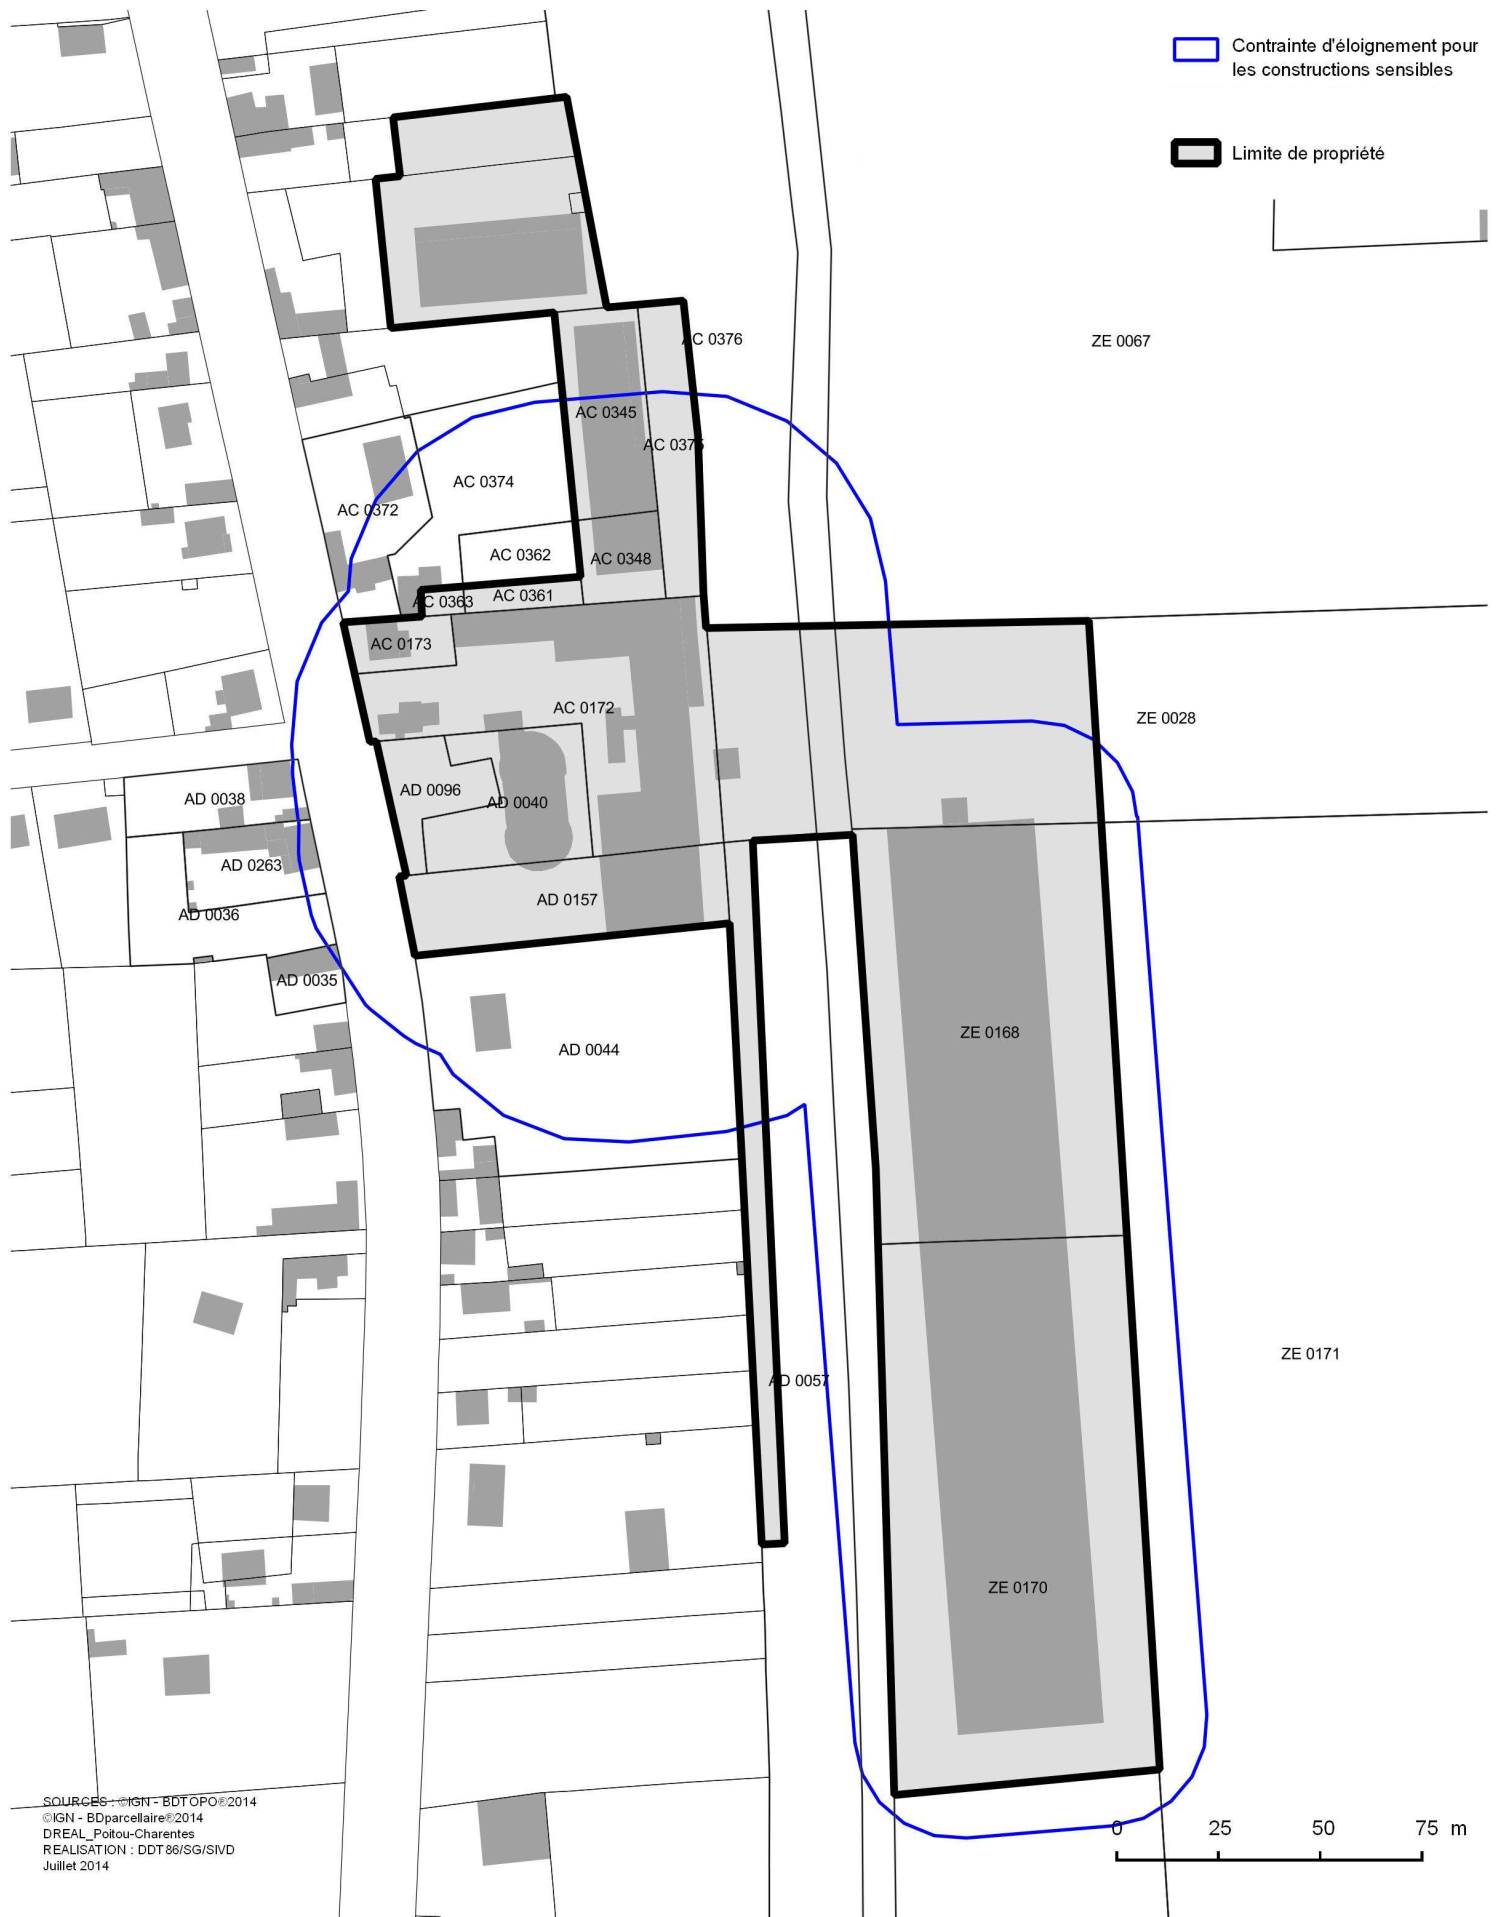 Contrainte d'éloignement pour
les constructions sensibles
Limite de propriété
AC 0376
ZE 0067
AC 0345
AC 0375
AC 0374
AC 0372
AC 0362
AC 0348
AC 0361
AC 0363
AC 0173
AC 0172
ZE 0028
AD 0096
AD 0038
AD 0040
AD 0263
AD 0157
AD 0036
AD 0035
ZE 0168
AD 0044
ZE 0171
AD 0057
ZE 0170
SOURCES : ©IGN - BDTOPO®2014
©IGN - BDparcellaire®2014
DREAL_Poitou-Charentes
REALISATION : DDT86/SG/SIVD
Juillet 2014
0 25 50 75 m